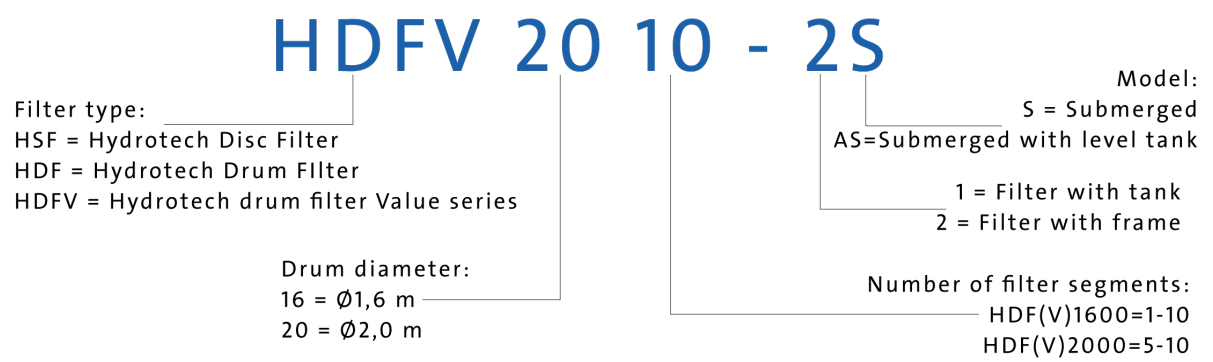 HDFV 20 10 - 2S
Filter type:
HSF = Hydrotech Disc Filter
HDF = Hydrotech Drum FIlter
HDFV = Hydrotech drum filter Value series
Drum diameter:
16 = Ø1,6 m
20 = Ø2,0 m
Model:
S = Submerged
AS=Submerged with level tank
1 = Filter with tank
2 = Filter with frame
Number of filter segments:
HDF(V)1600=1-10
HDF(V)2000=5-10